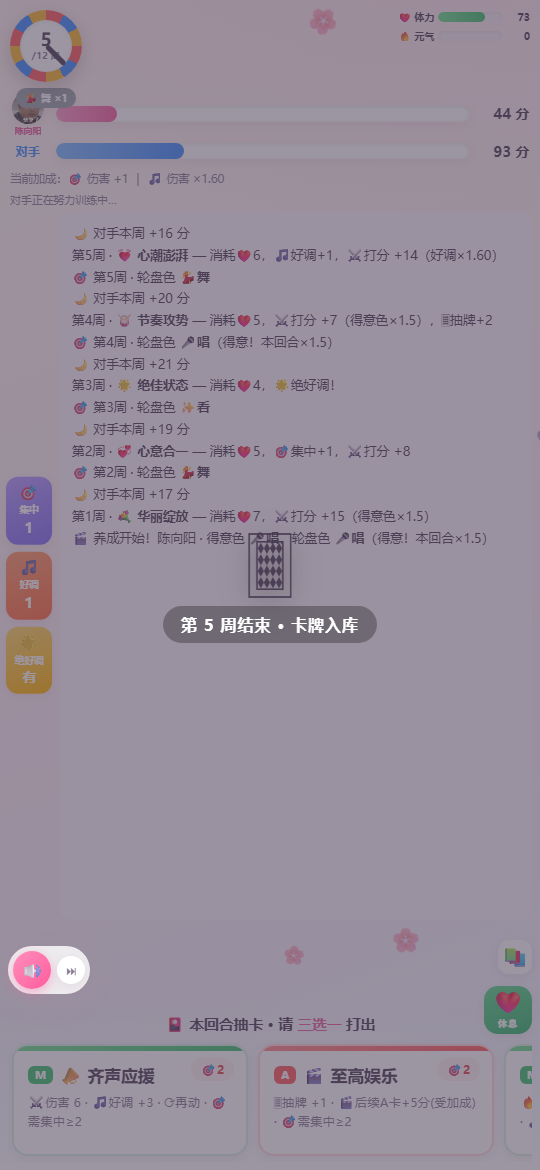 5
/12
体力 73
元气 0
舞 ×1
陈向阳
44 分
对手
93 分
当前加成: 伤害 +1 | 伤害 ×1.60
对手正在努力训练中...
对手本周 +16 分
第5周 · 心潮澎湃 — 消耗 6, 好调+1, 打分 +14（好调×1.60）
第5周 · 轮盘色 舞
对手本周 +20 分
第4周 · 节奏攻势 — 消耗 5, 打分 +7（得意色×1.5）, 抽牌+2
第4周 · 轮盘色 唱（得意! 本回合×1.5）
对手本周 +21 分
第3周 · 绝佳状态 — 消耗 4, 绝好调!
第3周 · 轮盘色
对手本周 +19 分
第2周 · 心意合一 — 消耗 5, 集中+1, 打分 +8
第2周 · 轮盘色 舞
对手本周 +17 分
第1周 · 华丽绽放 — 消耗 7, 打分 +15（得意色×1.5）
养成开始! 陈向阳 · 得意色 唱 轮盘色 唱（得意! 本回合×1.5）
集中
1
好调
1
绝好调
有
第 5 周结束 • 卡牌入库
休息
本回合抽卡 • 请 三选一 打出
M 齐声应援 2
伤害 6 · 好调 +3 · 再动 ·
需集中≥2
A 至高娱乐 2
抽牌 +1 · 后续A卡+5分(受加成)
· 需集中≥2